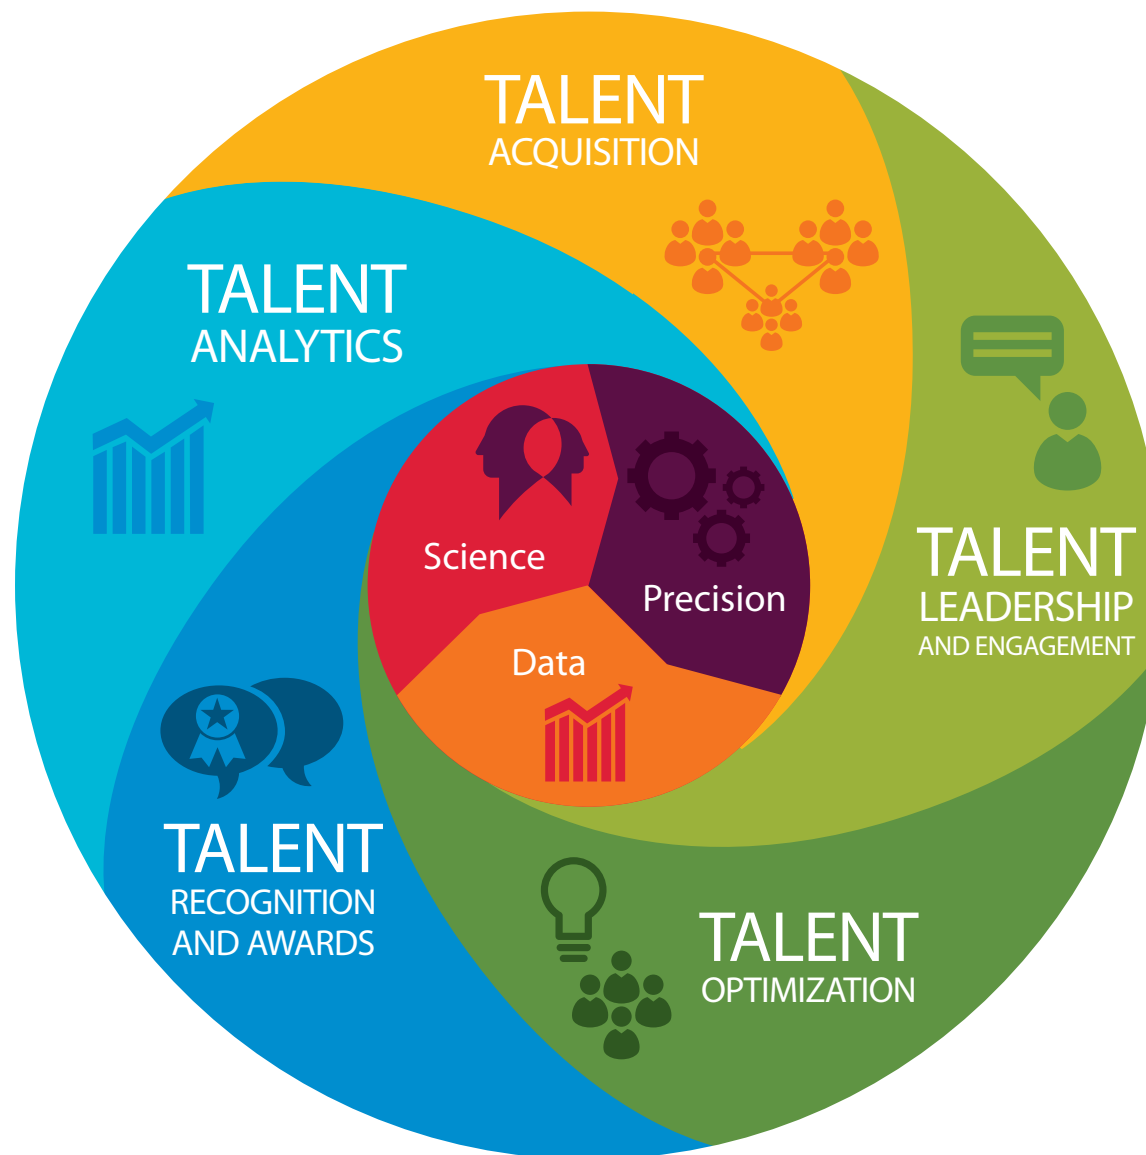 TALENT
ACQUISITION
TALENT
ANALYTICS
TALENT
LEADERSHIP
AND ENGAGEMENT
Science
Precision
Data
TALENT
RECOGNITION
AND AWARDS
TALENT
OPTIMIZATION